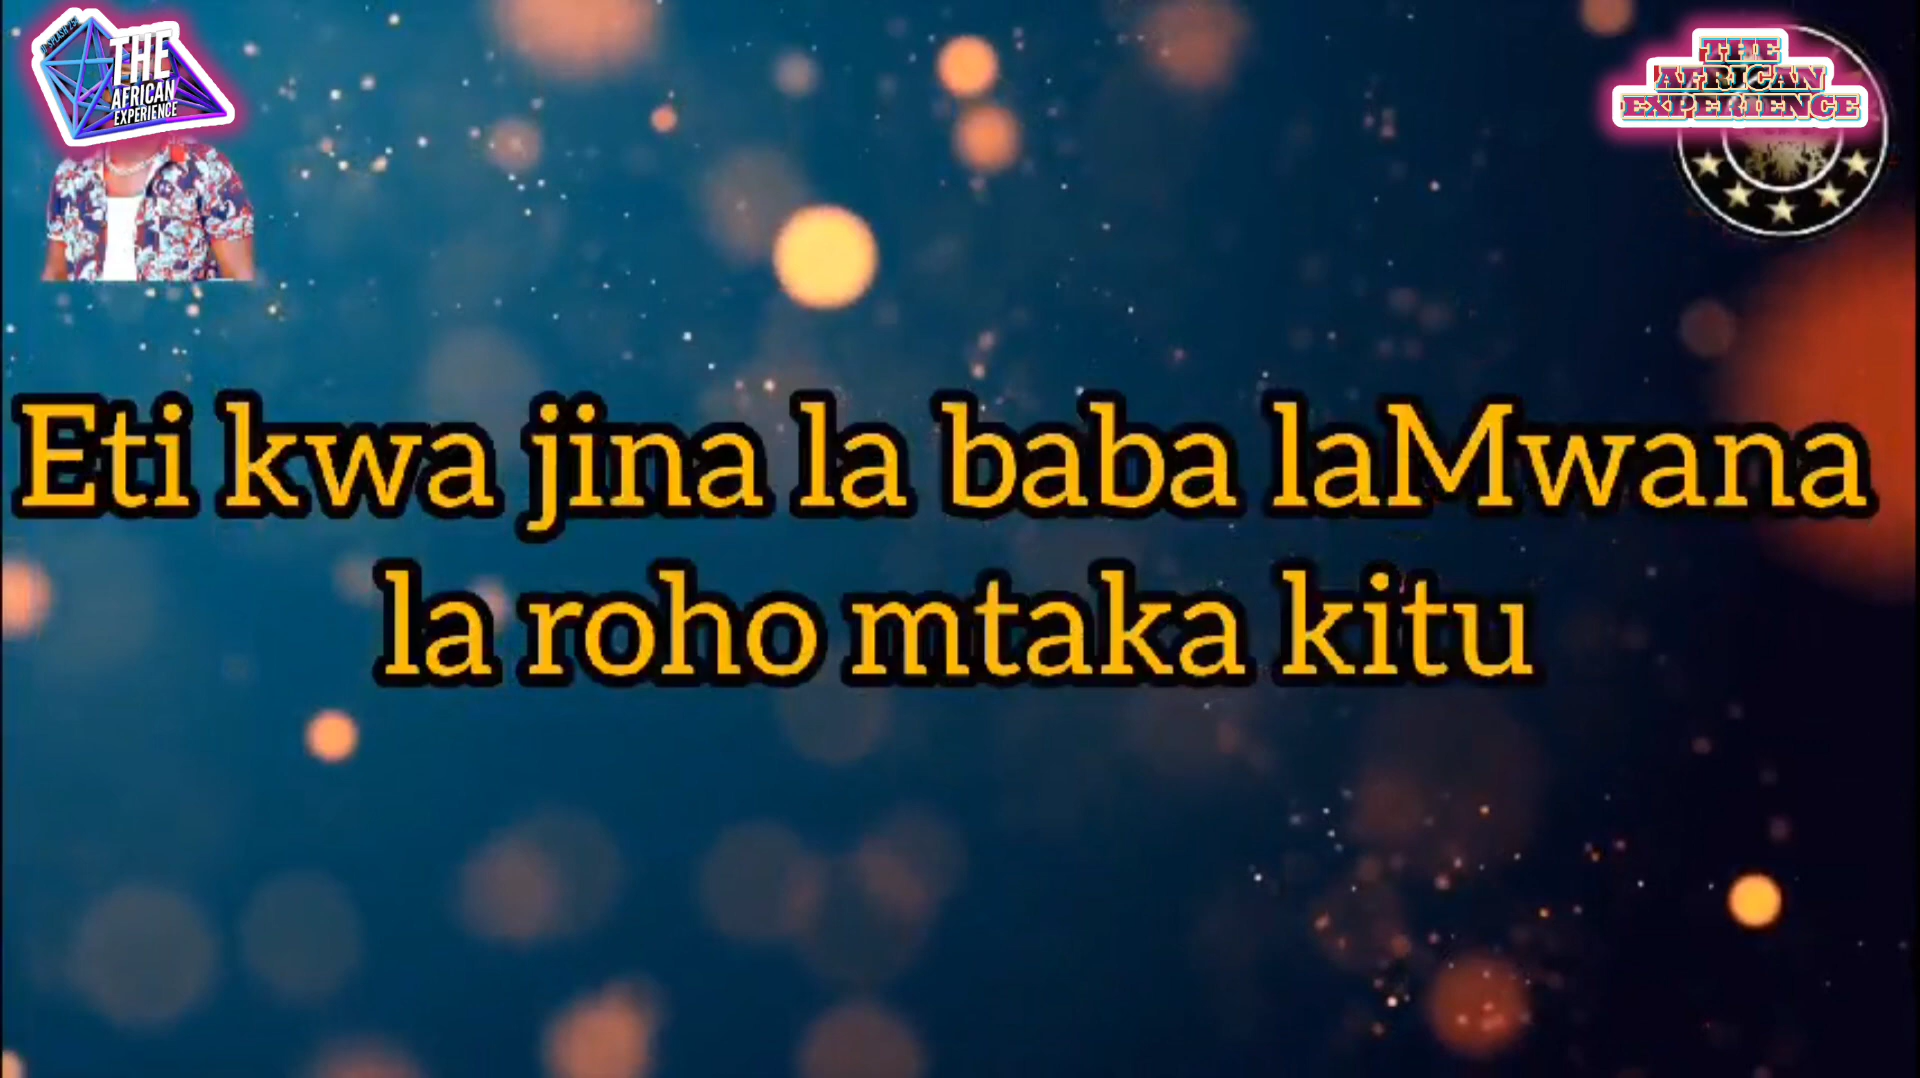 THE
AFRICAN
EXPERIENCE
THE
AFRICAN
EXPERIENCE
Eti kwa jina la baba laMwana
la roho mtaka kitu